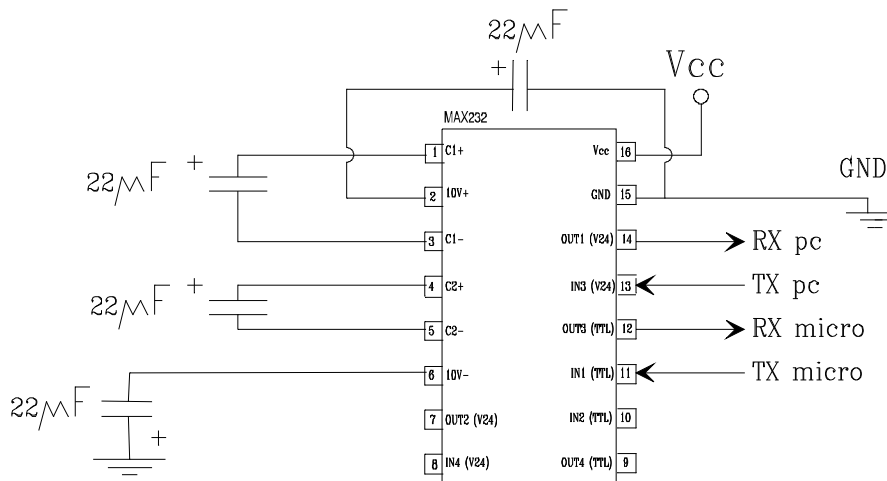 22µF
+
Vcc
MAX232
1 C1+ Vcc 16
+
22µF
GND
2 10V+ GND 15
3 C1- OUT1 (V24) 14 RX pc
4 C2+ IN3 (V24) 13 TX pc
+
22µF
5 C2- OUT3 (TTL) 12 RX micro
6 10V- IN1 (TTL) 11 TX micro
22µF
+
7 OUT2 (V24) IN2 (TTL) 10
8 IN4 (V24) OUT4 (TTL) 9